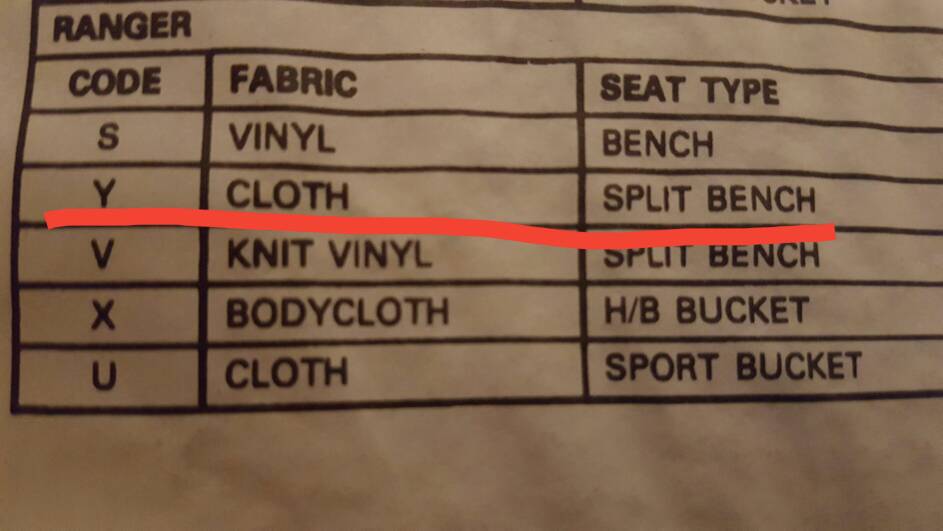 RANGER
CODE FABRIC SEAT TYPE
S VINYL BENCH
Y CLOTH SPLIT BENCH
V KNIT VINYL SPLIT BENCH
X BODYCLOTH H/B BUCKET
U CLOTH SPORT BUCKET